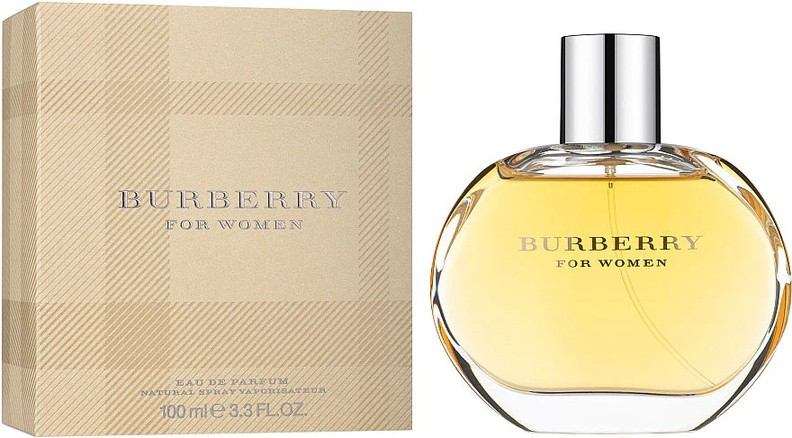 BURBERRY
FOR WOMEN
EAU DE PARFUM
NATURAL SPRAY VAPORISATEUR
100 ml ℮ 3.3 FL.OZ.
BURBERRY
FOR WOMEN